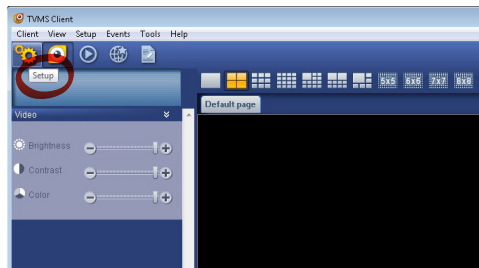 TVMS Client
Client View Setup Events Tools Help
Setup
5x5 6x6 7x7 8x8
Default page
Video
Brightness
Contrast
Color